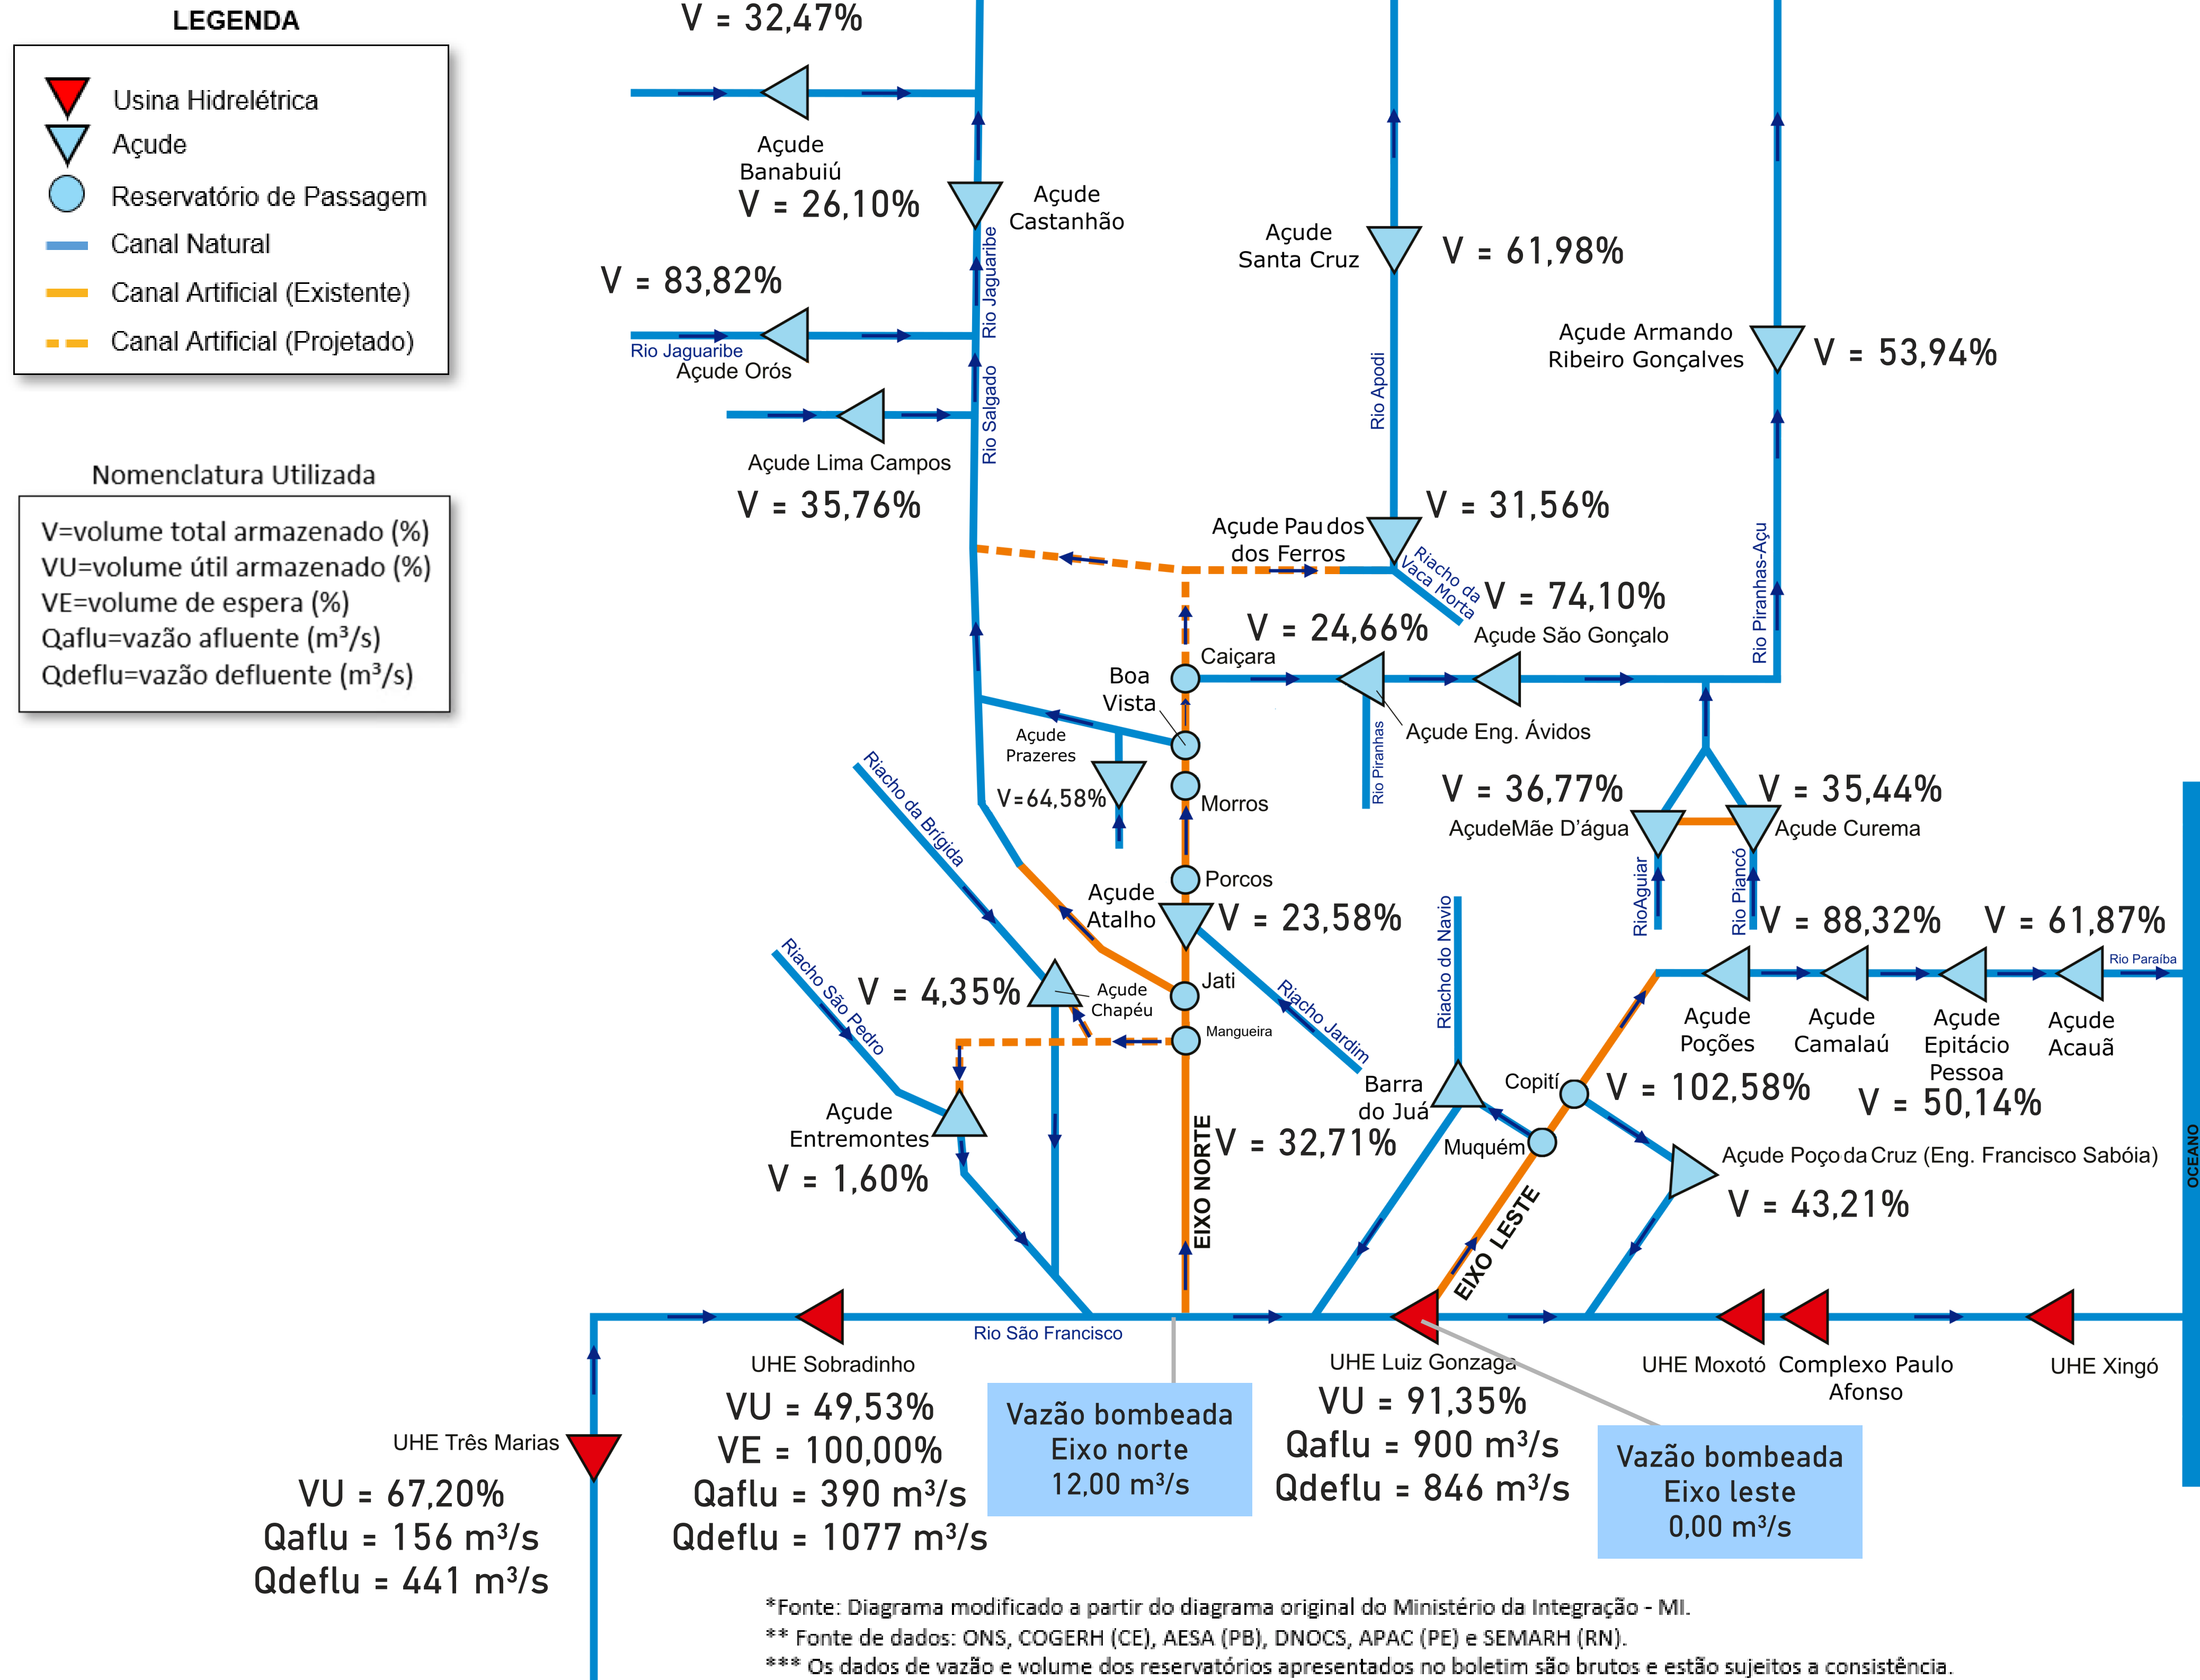 LEGENDA
Usina Hidrelétrica
Açude
Reservatório de Passagem
Canal Natural
Canal Artificial (Existente)
Canal Artificial (Projetado)
Nomenclatura Utilizada
V=volume total armazenado (%)
VU=volume útil armazenado (%)
VE=volume de espera (%)
Qaflu=vazão afluente (m³/s)
Qdeflu=vazão defluente (m³/s)
V = 32,47%
Açude
Banabuiú
V = 26,10%
Açude
Castanhão
Rio Jaguaribe
V = 83,82%
Rio Jaguaribe
Açude Orós
Rio Salgado
Açude Lima Campos
V = 35,76%
Açude
Santa Cruz
V = 61,98%
Rio Apodi
Açude Armando
Ribeiro Gonçalves
V = 53,94%
Rio Piranhas-Açu
Açude Pau dos
dos Ferros
V = 31,56%
Riacho da
Vaca Morta
V = 74,10%
Açude São Gonçalo
V = 24,66%
Caiçara
Boa
Vista
Açude Eng. Ávidos
Rio Piranhas
Açude
Prazeres
V=64,58%
Morros
V = 36,77%
AçudeMãe D'água
V = 35,44%
Açude Curema
RioAguiar
Rio Piancó
Riacho da Brígida
Porcos
Açude
Atalho
V = 23,58%
Riacho São Pedro
V = 4,35%
Açude
Chapéu
Jati
Mangueira
Riacho Jardim
Riacho do Navio
V = 88,32%
V = 61,87%
Rio Paraíba
Açude
Poções
Açude
Camalaú
Açude
Epitácio
Pessoa
Açude
Acauã
V = 102,58%
V = 50,14%
Açude
Entremontes
V = 1,60%
EIXO NORTE
V = 32,71%
Barra
do Juá
Copití
Muquém
Açude Poço da Cruz (Eng. Francisco Sabóia)
V = 43,21%
EIXO LESTE
OCEANO
Rio São Francisco
UHE Sobradinho
VU = 49,53%
VE = 100,00%
Qaflu = 390 m³/s
Qdeflu = 1077 m³/s
UHE Três Marias
VU = 67,20%
Qaflu = 156 m³/s
Qdeflu = 441 m³/s
Vazão bombeada
Eixo norte
12,00 m³/s
UHE Luiz Gonzaga
VU = 91,35%
Qaflu = 900 m³/s
Qdeflu = 846 m³/s
Vazão bombeada
Eixo leste
0,00 m³/s
UHE Moxotó
Complexo Paulo
Afonso
UHE Xingó
*Fonte: Diagrama modificado a partir do diagrama original do Ministério da Integração - MI.
** Fonte de dados: ONS, COGERH (CE), AESA (PB), DNOCS, APAC (PE) e SEMARH (RN).
*** Os dados de vazão e volume dos reservatórios apresentados no boletim são brutos e estão sujeitos a consistência.